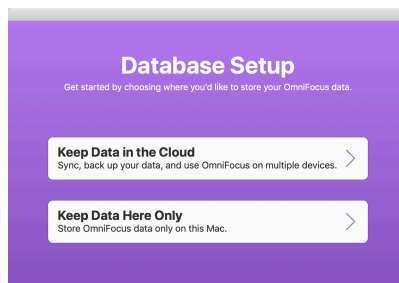 Database Setup
Get started by choosing where you'd like to store your OmniFocus data.
Keep Data in the Cloud
Sync, back up your data, and use OmniFocus on multiple devices.
Keep Data Here Only
Store OmniFocus data only on this Mac.